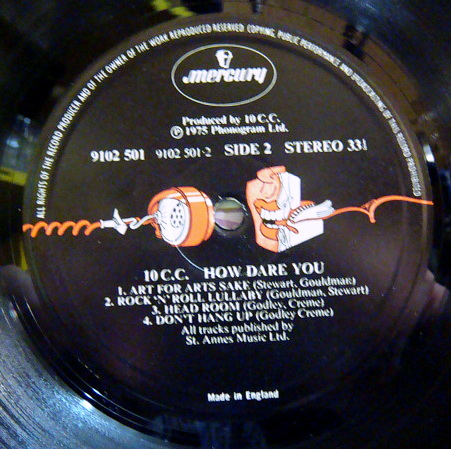 ALL RIGHTS OF THE RECORD PRODUCER AND OF THE OWNER OF THE WORK REPRODUCED RESERVED. COPYING, PUBLIC PERFORMANCE, AND BROADCASTING OF THIS RECORD PROHIBITED
mercury
Produced by 10 C.C.
℗ 1975 Phonogram Ltd.
9102 501 9102 501·2 SIDE 2 STEREO 33⅓
10 C.C. HOW DARE YOU
1. ART FOR ARTS SAKE (Stewart, Gouldman)
2. ROCK 'N' ROLL LULLABY (Gouldman, Stewart)
3. HEAD ROOM (Godley, Creme)
4. DON'T HANG UP (Godley Creme)
All tracks published by
St. Annes Music Ltd.
Made in England